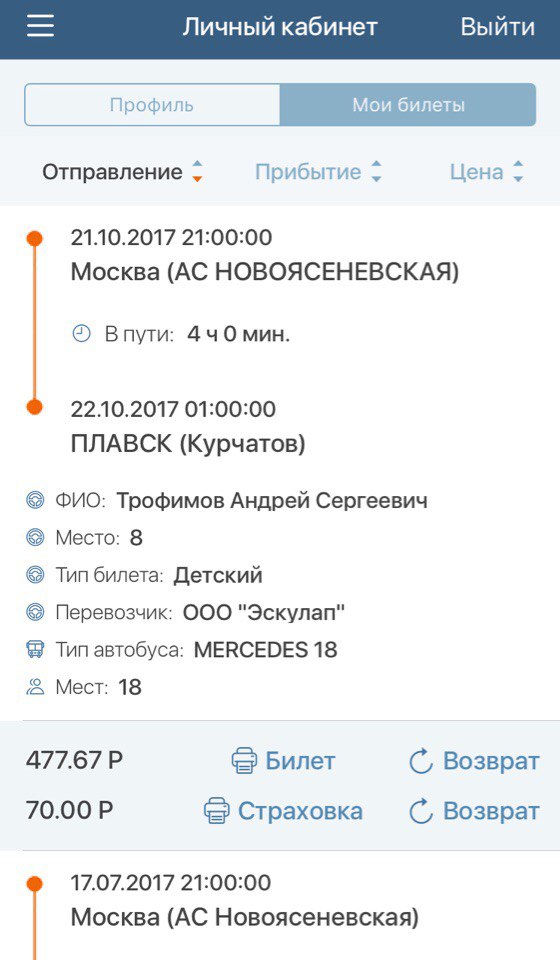 Личный кабинет Выйти
Профиль Мои билеты
Отправление Прибытие Цена
21.10.2017 21:00:00
Москва (АС НОВОЯСЕНЕВСКАЯ)
В пути: 4 ч 0 мин.
22.10.2017 01:00:00
ПЛАВСК (Курчатов)
ФИО: Трофимов Андрей Сергеевич
Место: 8
Тип билета: Детский
Перевозчик: ООО "Эскулап"
Тип автобуса: MERCEDES 18
Мест: 18
477.67 Р Билет Возврат
70.00 Р Страховка Возврат
17.07.2017 21:00:00
Москва (АС Новоясеневская)